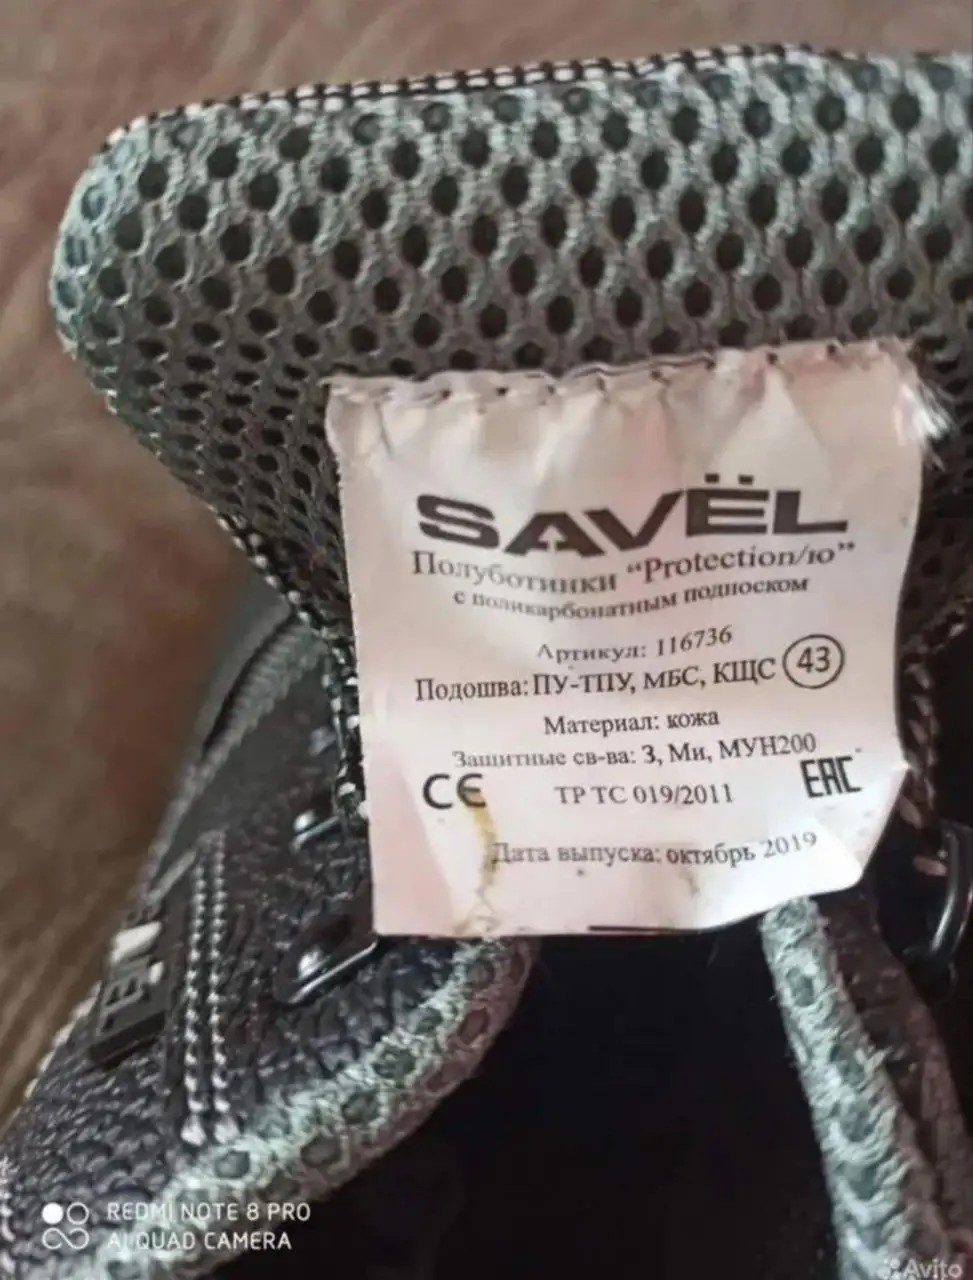 SAVЁL
Полуботинки “Protection/ю”
с поликарбонатным подноском
Артикул: 116736
Подошва: ПУ-ТПУ, МБС, КЩС 43
Материал: кожа
Защитные св-ва: З, Ми, МУН200
CE ТР ТС 019/2011 EAC
Дата выпуска: октябрь 2019
REDMI NOTE 8 PRO
AI QUAD CAMERA
Avito